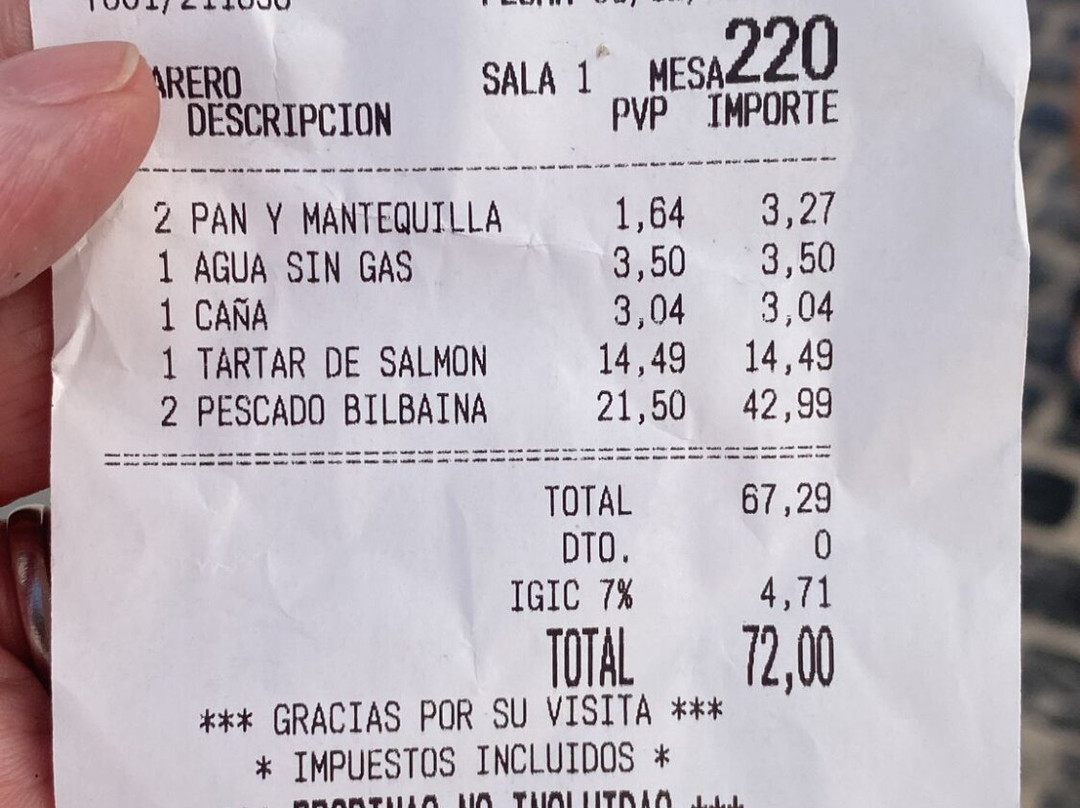 ARERO SALA 1 MESA 220
DESCRIPCION PVP IMPORTE
2 PAN Y MANTEQUILLA 1,64 3,27
1 AGUA SIN GAS 3,50 3,50
1 CAÑA 3,04 3,04
1 TARTAR DE SALMON 14,49 14,49
2 PESCADO BILBAINA 21,50 42,99
TOTAL 67,29
DTO. 0
IGIC 7% 4,71
TOTAL 72,00
*** GRACIAS POR SU VISITA ***
* IMPUESTOS INCLUIDOS *